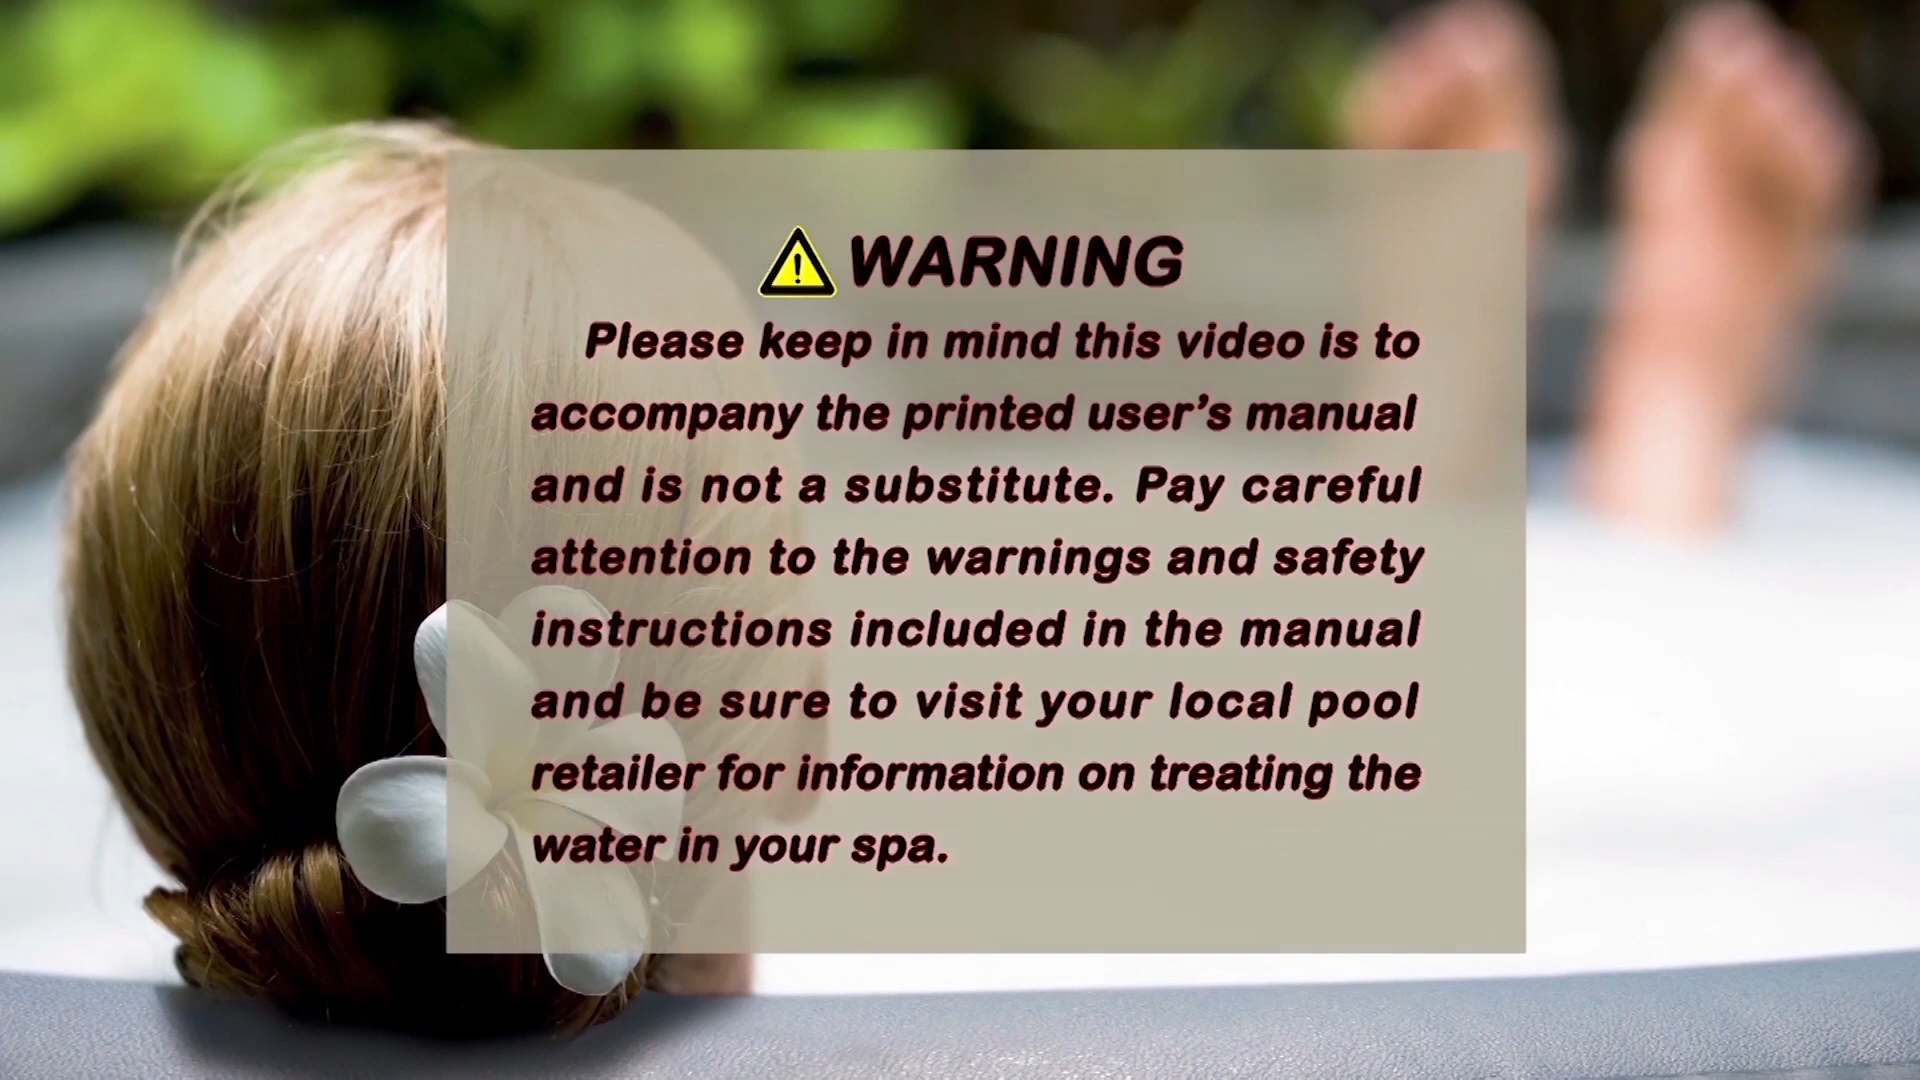 WARNING
Please keep in mind this video is to
accompany the printed user’s manual
and is not a substitute. Pay careful
attention to the warnings and safety
instructions included in the manual
and be sure to visit your local pool
retailer for information on treating the
water in your spa.